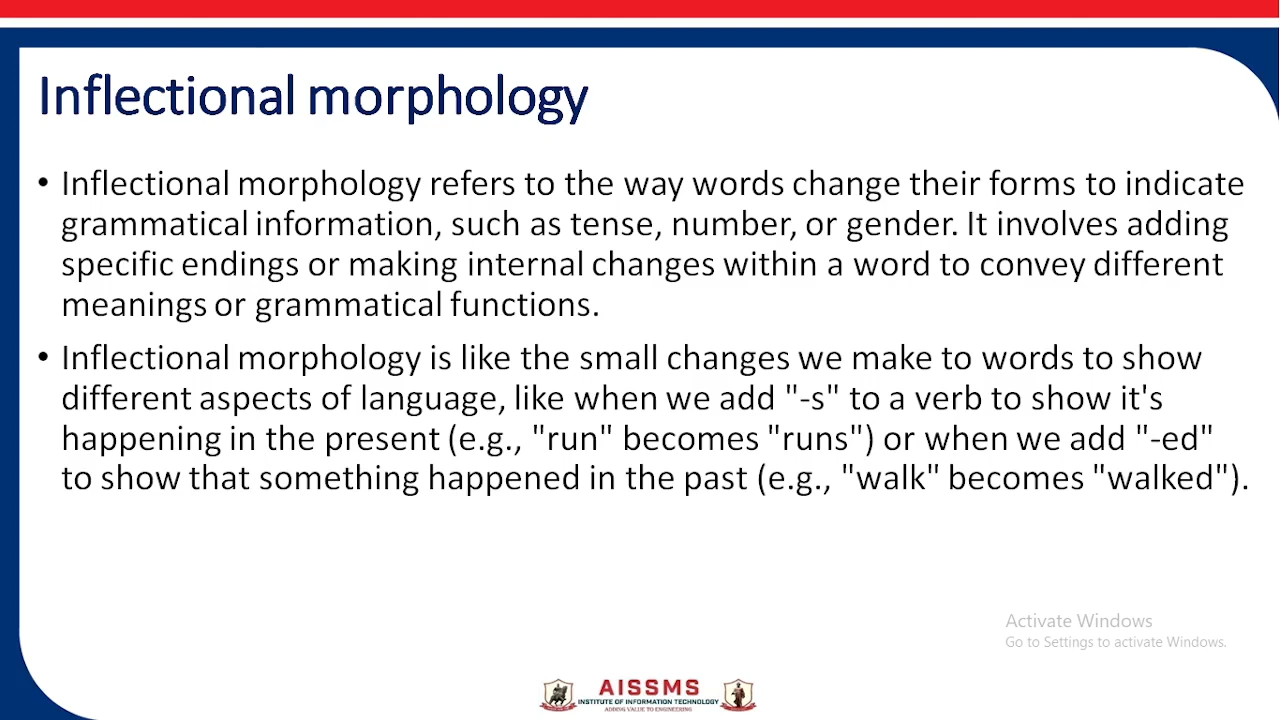 Inflectional morphology
• Inflectional morphology refers to the way words change their forms to indicate
grammatical information, such as tense, number, or gender. It involves adding
specific endings or making internal changes within a word to convey different
meanings or grammatical functions.
• Inflectional morphology is like the small changes we make to words to show
different aspects of language, like when we add "-s" to a verb to show it's
happening in the present (e.g., "run" becomes "runs") or when we add "-ed"
to show that something happened in the past (e.g., "walk" becomes "walked").
Activate Windows
Go to Settings to activate Windows.
AISSMS
INSTITUTE OF INFORMATION TECHNOLOGY
ADDING VALUE TO ENGINEERING